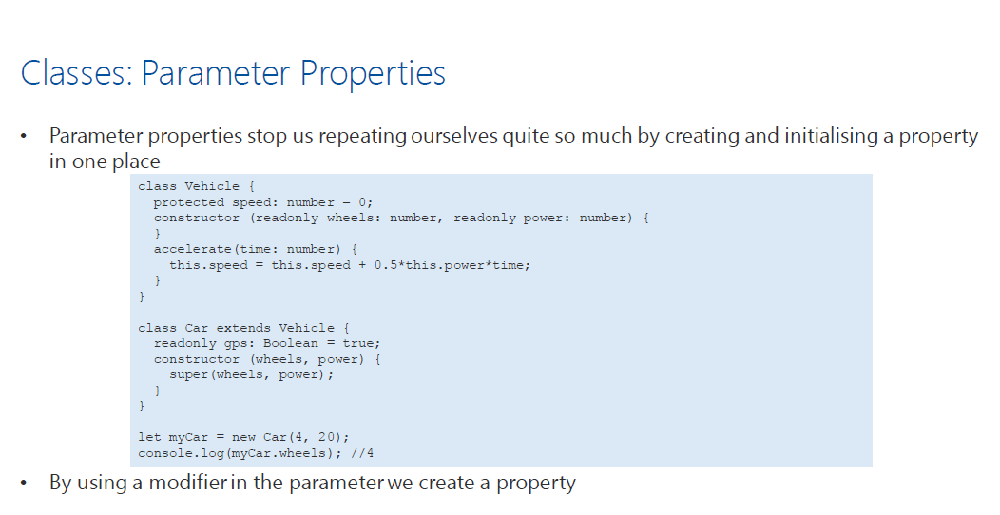 Classes: Parameter Properties
• Parameter properties stop us repeating ourselves quite so much by creating and initialising a property
in one place
class Vehicle {
  protected speed: number = 0;
  constructor (readonly wheels: number, readonly power: number) {
  }
  accelerate(time: number) {
    this.speed = this.speed + 0.5*this.power*time;
  }
}

class Car extends Vehicle {
  readonly gps: Boolean = true;
  constructor (wheels, power) {
    super(wheels, power);
  }
}

let myCar = new Car(4, 20);
console.log(myCar.wheels); //4
• By using a modifier in the parameter we create a property